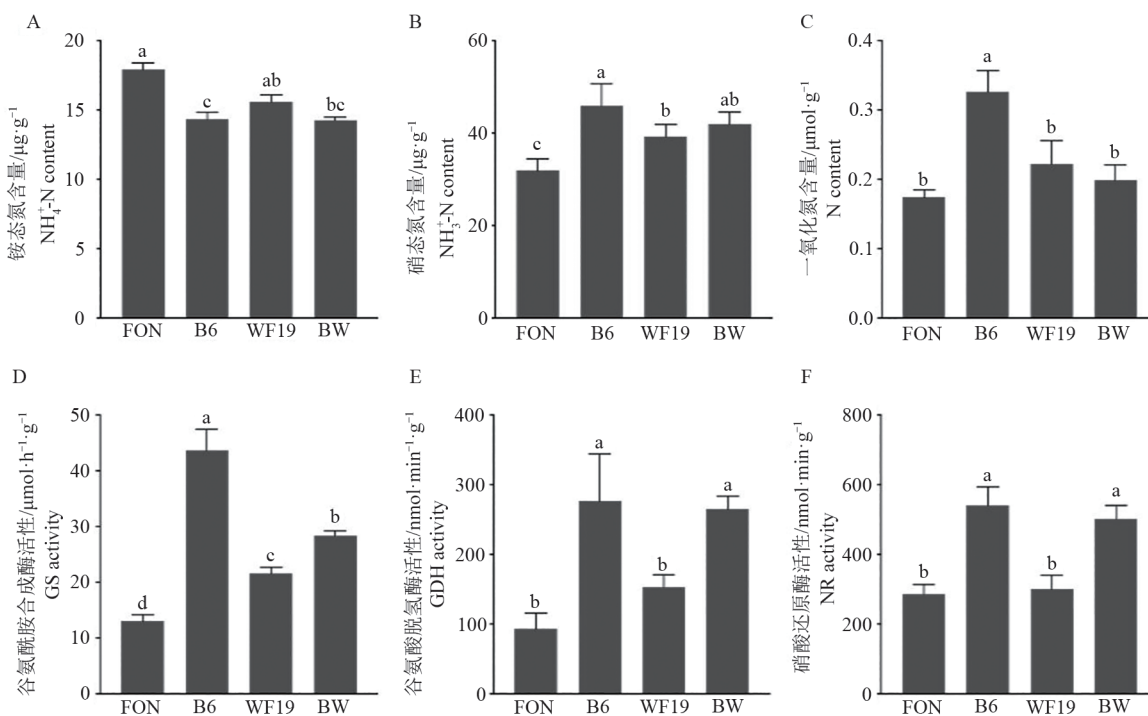 A
铵态氮含量/μg·g⁻¹
NH₄⁺-N content
20
15
10
5
0
a
c
ab
bc
FON B6 WF19 BW
B
硝态氮含量/μg·g⁻¹
NH₃⁺-N content
60
40
20
0
c
a
b
ab
FON B6 WF19 BW
C
一氧化氮含量/μmol·g⁻¹
N content
0.4
0.3
0.2
0.1
0.0
b
a
b
b
FON B6 WF19 BW
D
谷氨酰胺合成酶活性/μmol·h⁻¹·g⁻¹
GS activity
50
40
30
20
10
0
d
a
c
b
FON B6 WF19 BW
E
谷氨酸脱氢酶活性/nmol·min⁻¹·g⁻¹
GDH activity
400
300
200
100
0
b
a
b
a
FON B6 WF19 BW
F
硝酸还原酶活性/nmol·min·g⁻¹
NR activity
800
600
400
200
0
b
a
b
a
FON B6 WF19 BW